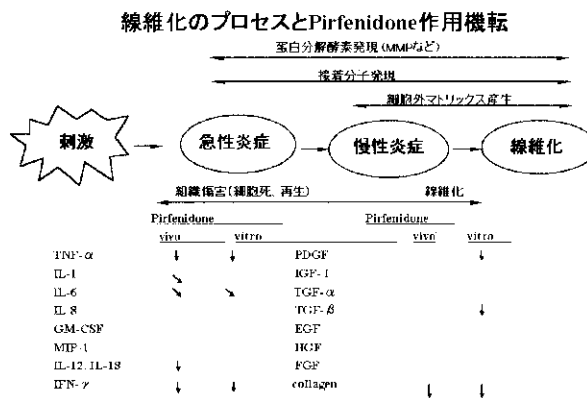 線維化のプロセスとPirfenidone作用機転
蛋白分解酵素発現(MMPなど)
接着分子発現
細胞外マトリックス産生
刺激 → 急性炎症 → 慢性炎症 → 線維化
組織傷害(細胞死、再生) 線維化
Pirfenidone Pirfenidone
vivo vitro vivo vitro
TNF-α ↓ ↓ PDGF ↓
IL-1 ↘ IGF-1
IL-6 ↘ ↘ TGF-α
IL-8 TGF-β ↓
GM-CSF EGF
MIP-1 HGF
IL-12, IL-18 ↓ FGF
IFN-γ ↓ ↓ collagen ↓ ↓